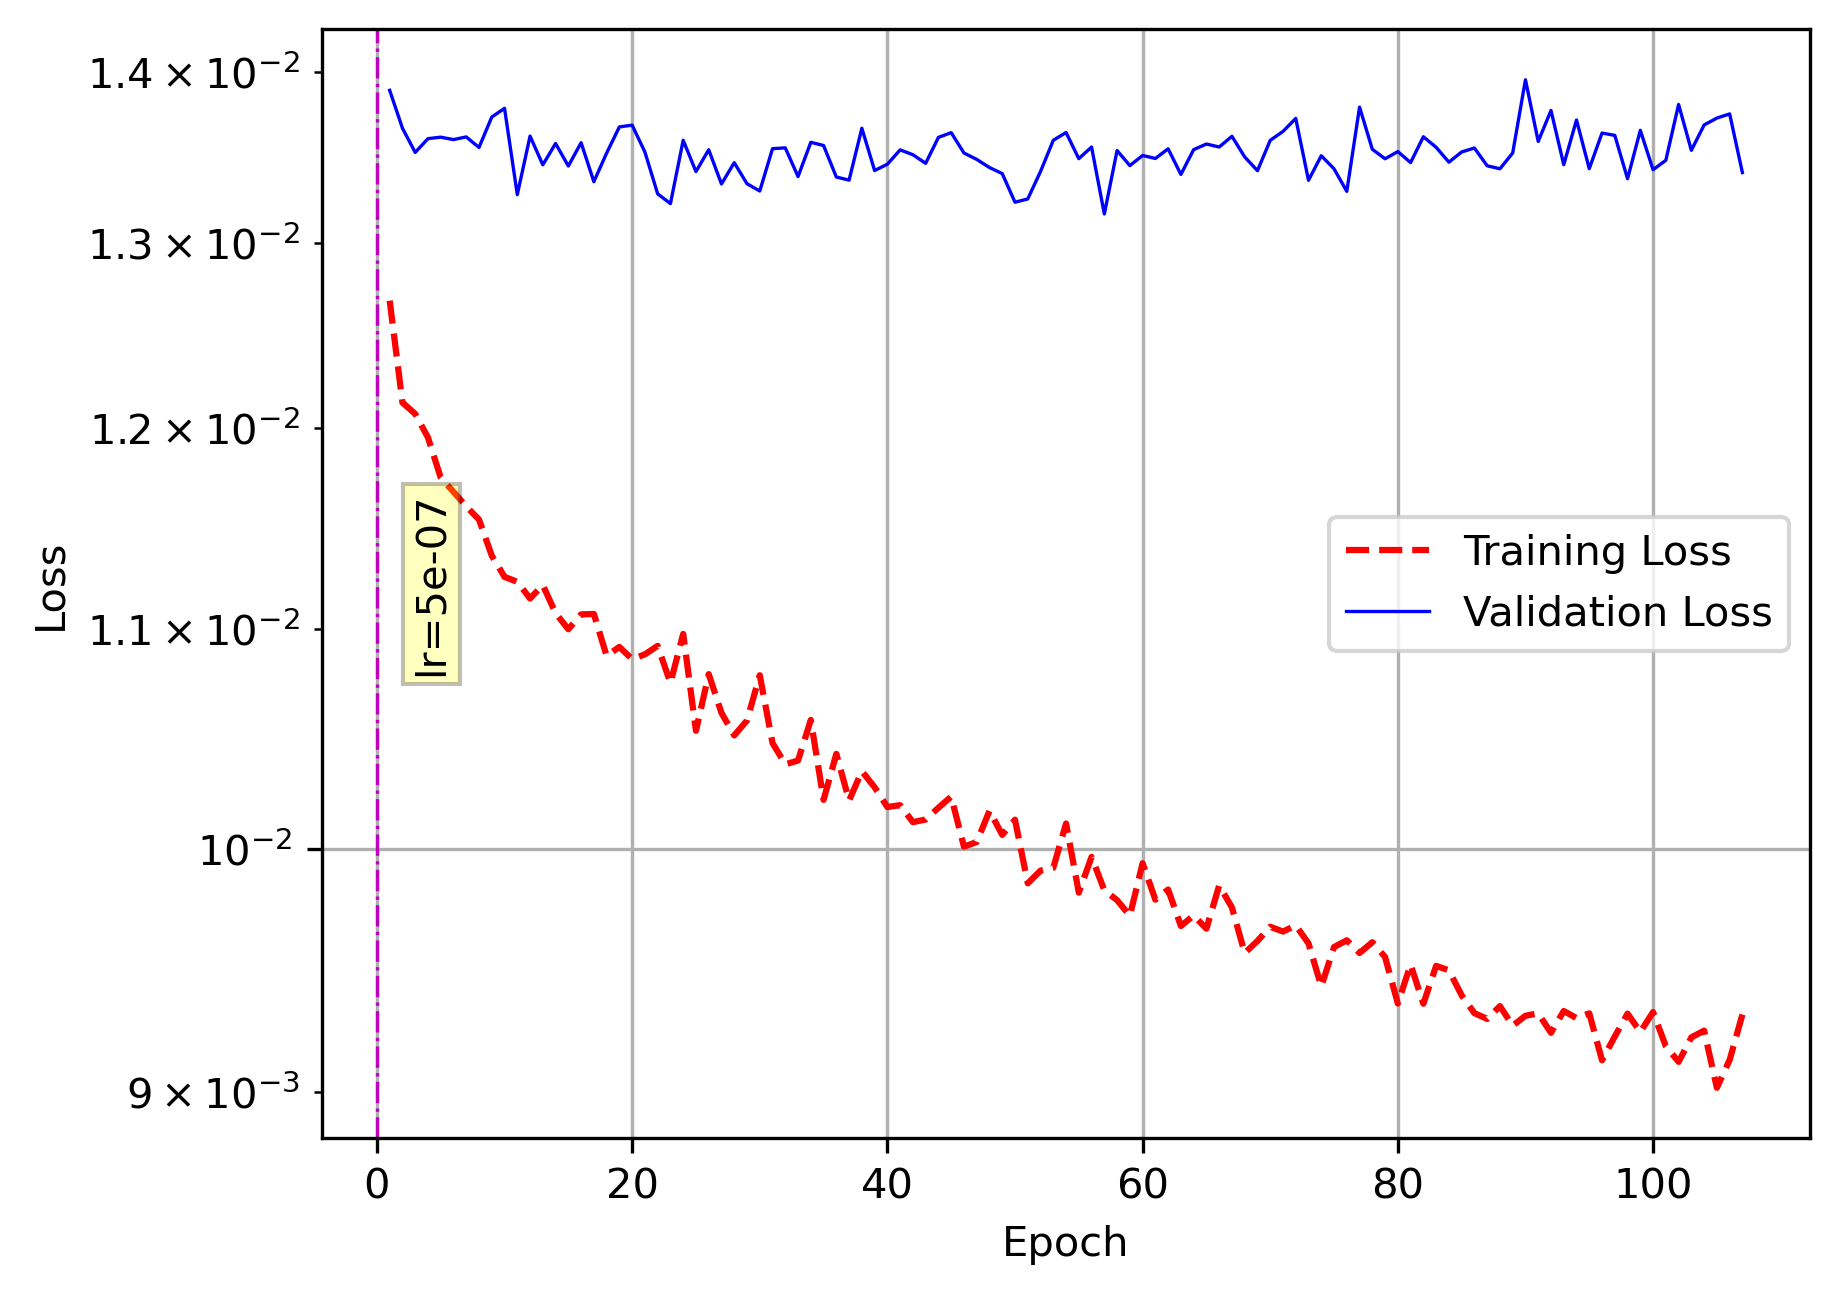 1.4 × 10⁻²
1.3 × 10⁻²
1.2 × 10⁻²
1.1 × 10⁻²
10⁻²
9 × 10⁻³
Loss
lr=5e-07
Training Loss
Validation Loss
0 20 40 60 80 100
Epoch